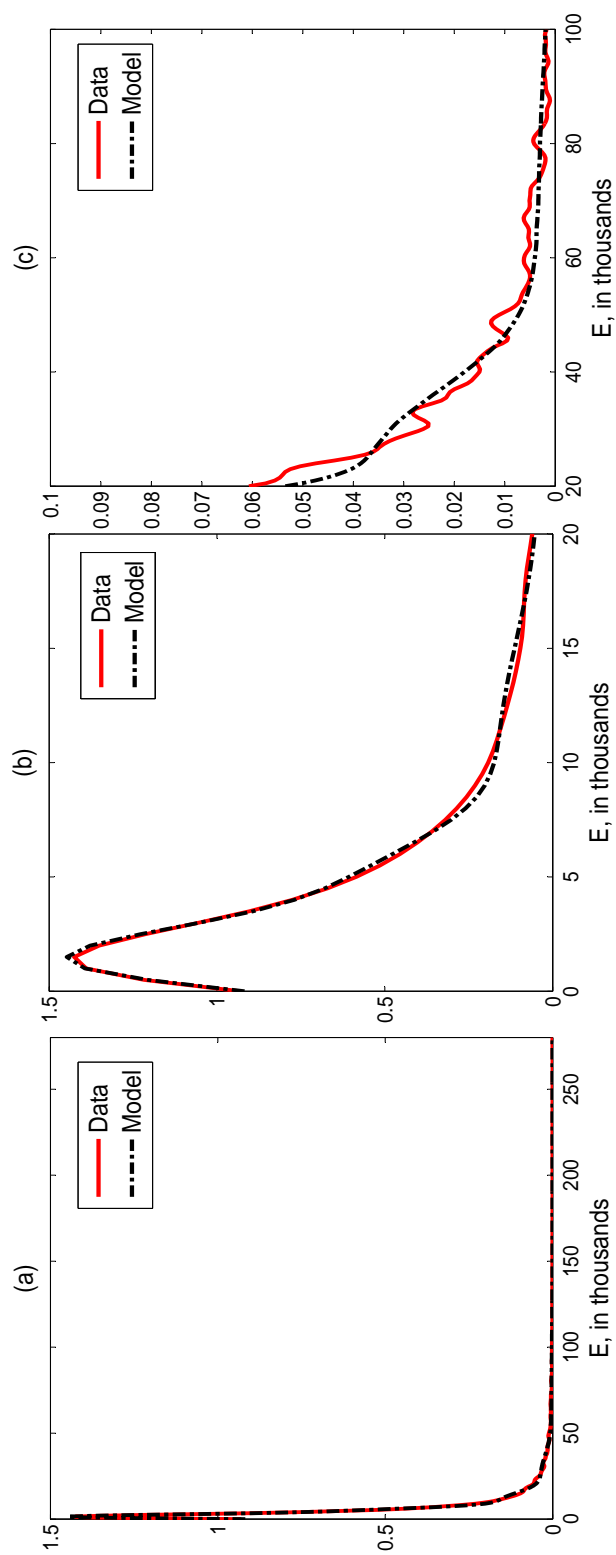 (a)
1.5
1
0.5
0
0 50 100 150 200 250
E, in thousands
Data
Model
(b)
1.5
1
0.5
0
0 5 10 15 20
E, in thousands
Data
Model
(c)
0.1
0.09
0.08
0.07
0.06
0.05
0.04
0.03
0.02
0.01
0
20 40 60 80 100
E, in thousands
Data
Model